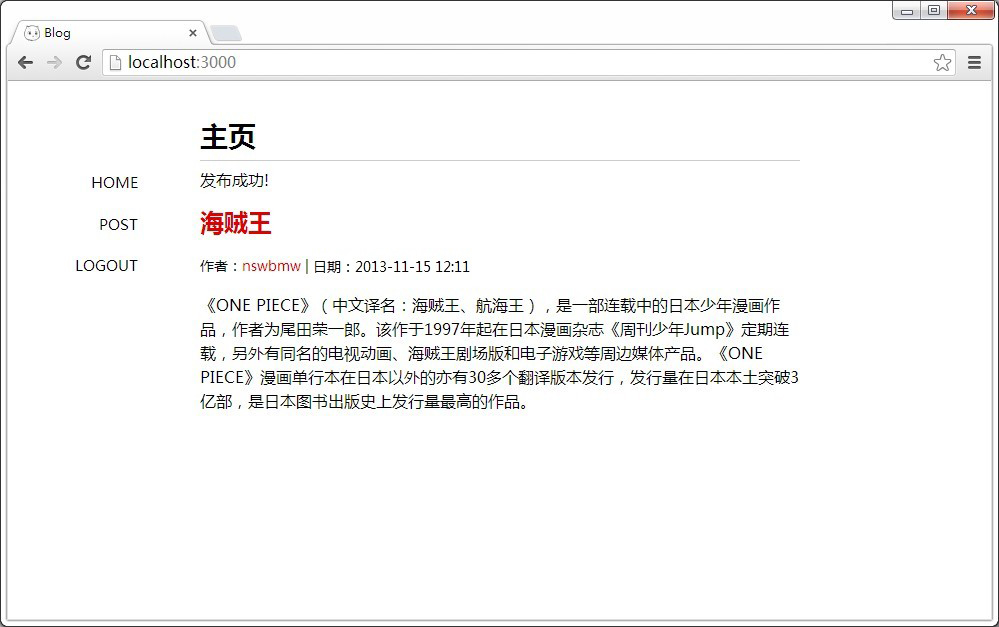 Blog
localhost:3000
主页
HOME
发布成功!
POST
海贼王
LOGOUT
作者：nswbmw | 日期：2013-11-15 12:11
《ONE PIECE》（中文译名：海贼王、航海王），是一部连载中的日本少年漫画作
品，作者为尾田荣一郎。该作于1997年起在日本漫画杂志《周刊少年Jump》定期连
载，另外有同名的电视动画、海贼王剧场版和电子游戏等周边媒体产品。《ONE
PIECE》漫画单行本在日本以外的亦有30多个翻译版本发行，发行量在日本本土突破3
亿部，是日本图书出版史上发行量最高的作品。